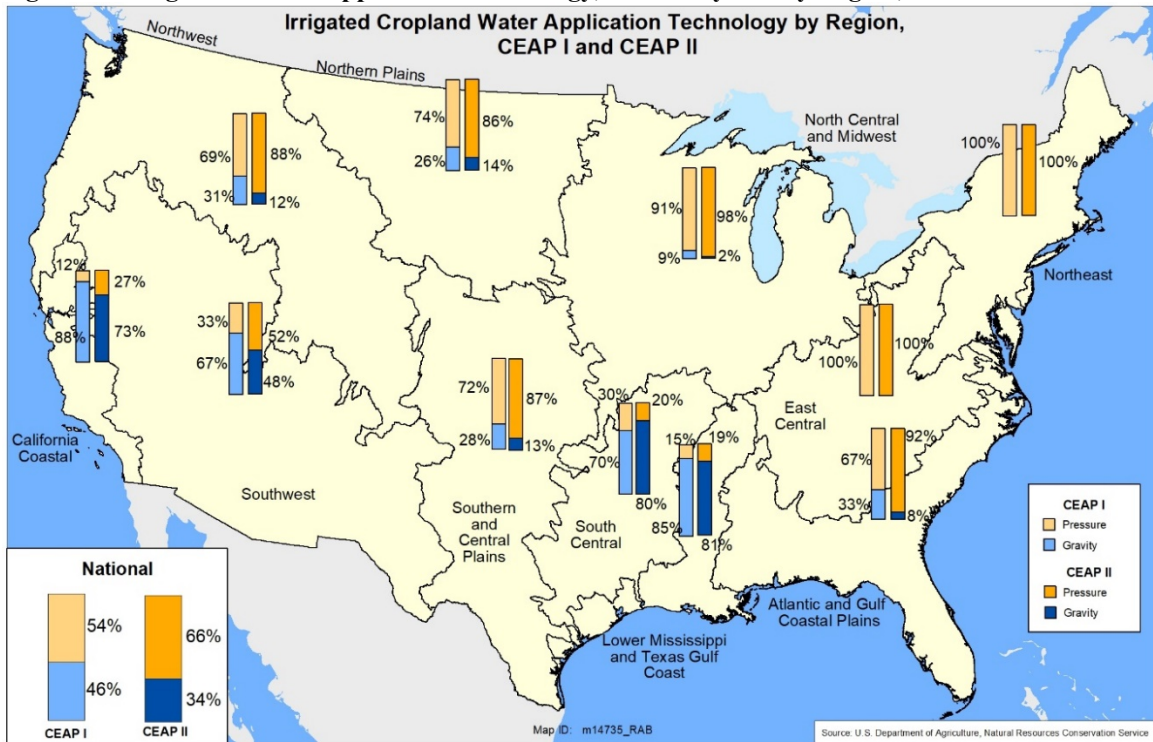 Irrigated Cropland Water Application Technology by Region,
CEAP I and CEAP II
Northwest
Northern Plains
74%
86%
26%
14%
North Central
and Midwest
100%
100%
69%
88%
31%
12%
91%
98%
9%
2%
Northeast
12%
27%
88%
73%
33%
52%
67%
48%
100%
100%
72%
87%
28%
13%
30%
20%
70%
80%
15%
19%
85%
81%
East
Central
67%
92%
33%
8%
California
Coastal
Southwest
Southern
and
Central
Plains
South
Central
Atlantic and Gulf
Coastal Plains
Lower Mississippi
and Texas Gulf
Coast
CEAP I
Pressure
Gravity
CEAP II
Pressure
Gravity
National
54%
66%
46%
34%
CEAP I
CEAP II
Map ID: m14735_RAB
Source: U.S. Department of Agriculture, Natural Resources Conservation Service